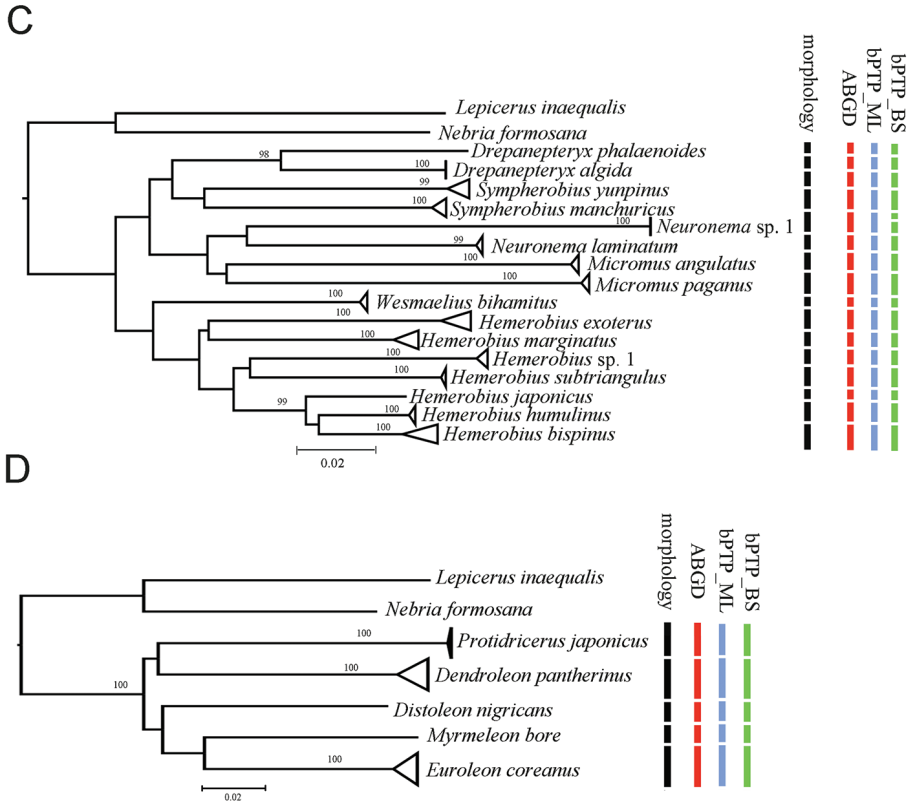 C
morphology
ABGD
bPTP_ML
bPTP_BS
Lepicerus inaequalis
Nebria formosana
98
Drepanepteryx phalaenoides
100
Drepanepteryx algida
99
Sympherobius yunpinus
100
Sympherobius manchuricus
100
Neuronema sp. 1
99
Neuronema laminatum
100
Micromus angulatus
100
Micromus paganus
100
Wesmaelius bihamitus
100
Hemerobius exoterus
100
Hemerobius marginatus
100
Hemerobius sp. 1
100
Hemerobius subtriangulus
99
Hemerobius japonicus
100
Hemerobius humulinus
100
Hemerobius bispinus
0.02
D
morphology
ABGD
bPTP_ML
bPTP_BS
Lepicerus inaequalis
Nebria formosana
100
Protidricerus japonicus
100
Dendroleon pantherinus
100
Distoleon nigricans
Myrmeleon bore
100
Euroleon coreanus
0.02